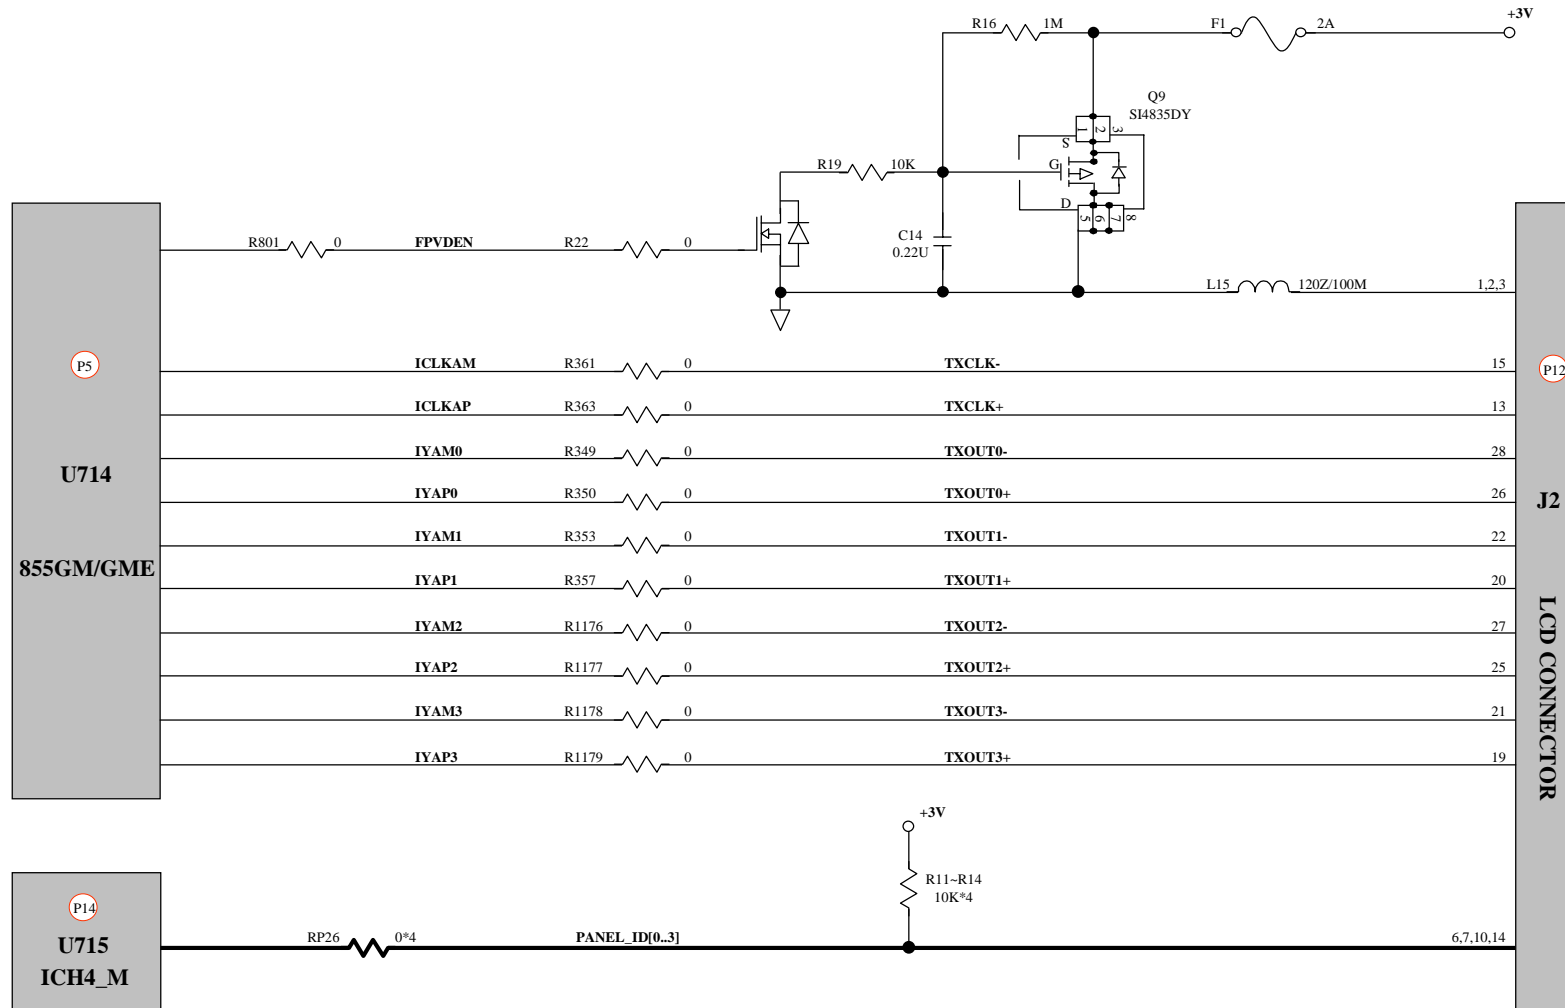 +3V
R16 1M F1 2A
Q9
SI4835DY
1 2 3
S
R19 10K G
D
5 6 7 8
C14
0.22U
R801 0 FPVDEN R22 0
L15 120Z/100M 1,2,3
P5 P12
ICLKAM R361 0 TXCLK- 15
ICLKAP R363 0 TXCLK+ 13
IYAM0 R349 0 TXOUT0- 28
U714
IYAP0 R350 0 TXOUT0+ 26
J2
IYAM1 R353 0 TXOUT1- 22
855GM/GME
IYAP1 R357 0 TXOUT1+ 20
IYAM2 R1176 0 TXOUT2- 27
IYAP2 R1177 0 TXOUT2+ 25
LCD CONNECTOR
IYAM3 R1178 0 TXOUT3- 21
IYAP3 R1179 0 TXOUT3+ 19
+3V
R11~R14
10K*4
P14
U715
ICH4_M
RP26 0*4 PANEL_ID[0..3] 6,7,10,14